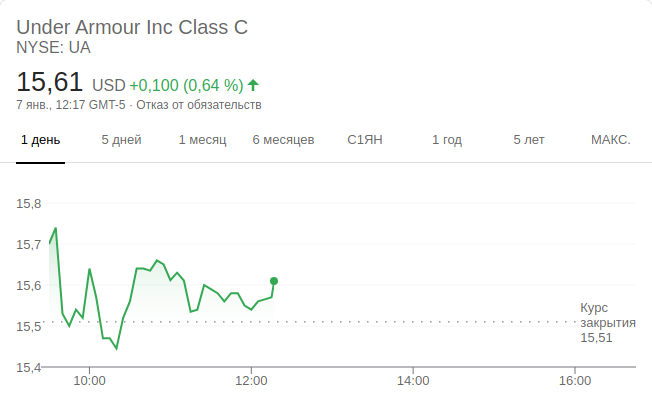 Under Armour Inc Class C
NYSE: UA
15,61 USD +0,100 (0,64 %)
7 янв., 12:17 GMT-5 · Отказ от обязательств
1 день 5 дней 1 месяц 6 месяцев С1ЯН 1 год 5 лет МАКС.
15,8
15,7
15,6
15,5
15,4
Курс
закрытия
15,51
10:00 12:00 14:00 16:00